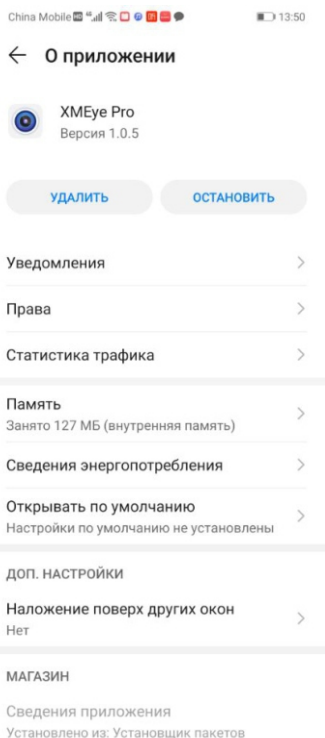 China Mobile 13:50
О приложении
XMEye Pro
Версия 1.0.5
УДАЛИТЬ ОСТАНОВИТЬ
Уведомления
Права
Статистика трафика
Память
Занято 127 МБ (внутренняя память)
Сведения энергопотребления
Открывать по умолчанию
Настройки по умолчанию не установлены
ДОП. НАСТРОЙКИ
Наложение поверх других окон
Нет
МАГАЗИН
Сведения приложения
Установлено из: Установщик пакетов